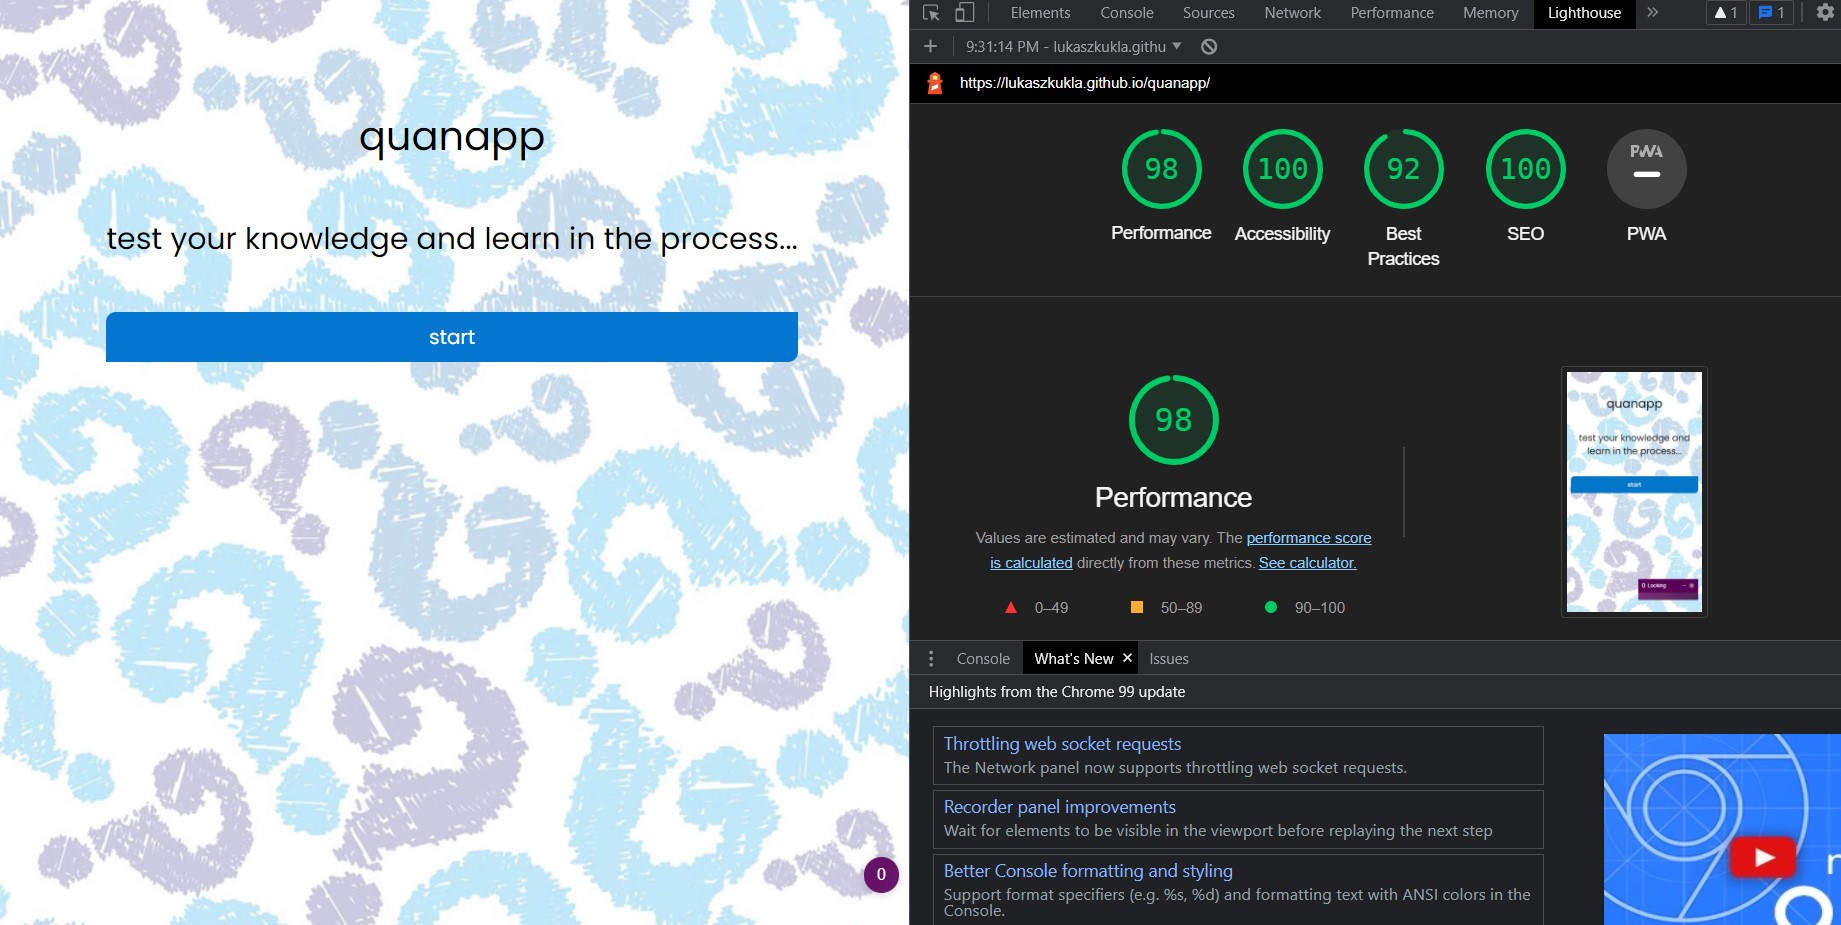 quanapp
test your knowledge and learn in the process...
start
0
Elements Console Sources Network Performance Memory Lighthouse » 1 1
+ 9:31:14 PM - lukaszkukla.githu
https://lukaszkukla.github.io/quanapp/
98 100 92 100 PWA
Performance Accessibility Best Practices SEO PWA
98
Performance
Values are estimated and may vary. The performance score
is calculated directly from these metrics. See calculator.
0–49 50–89 90–100
quanapp
test your knowledge and
learn in the process...
start
0 Looking
Console What's New × Issues
Highlights from the Chrome 99 update
Throttling web socket requests
The Network panel now supports throttling web socket requests.
Recorder panel improvements
Wait for elements to be visible in the viewport before replaying the next step
Better Console formatting and styling
Support format specifiers (e.g. %s, %d) and formatting text with ANSI colors in the
Console.